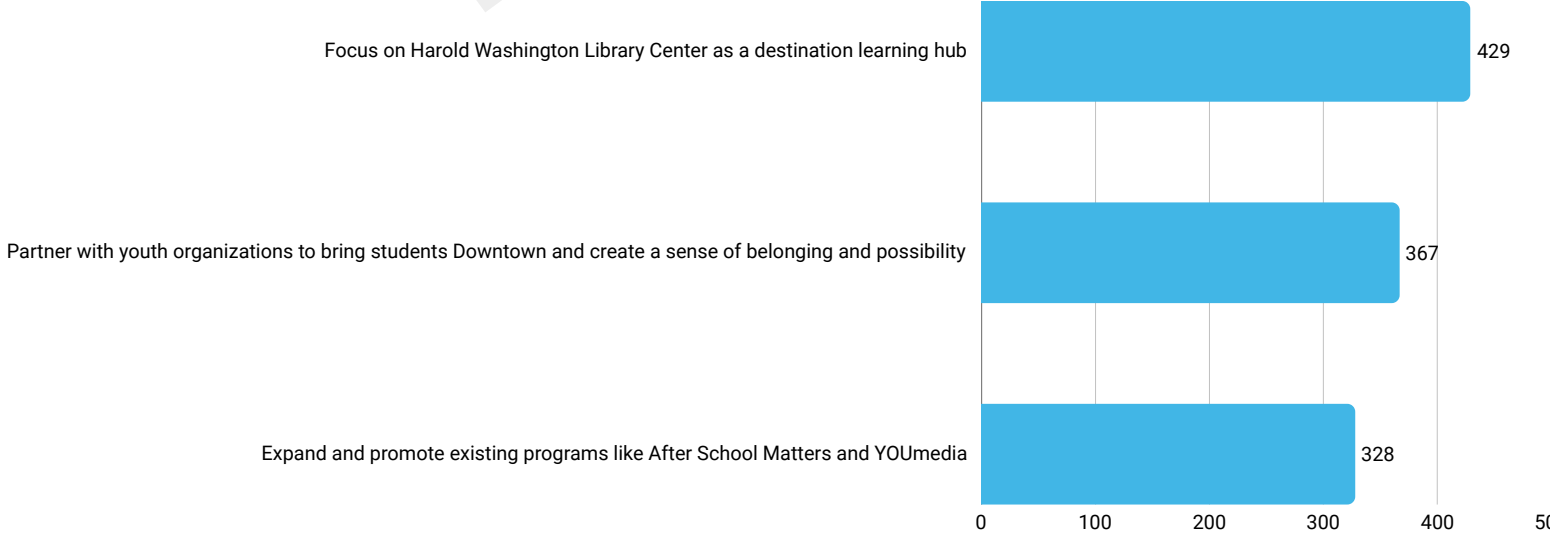 Focus on Harold Washington Library Center as a destination learning hub
429
Partner with youth organizations to bring students Downtown and create a sense of belonging and possibility
367
Expand and promote existing programs like After School Matters and YOUmedia
328
0 100 200 300 400